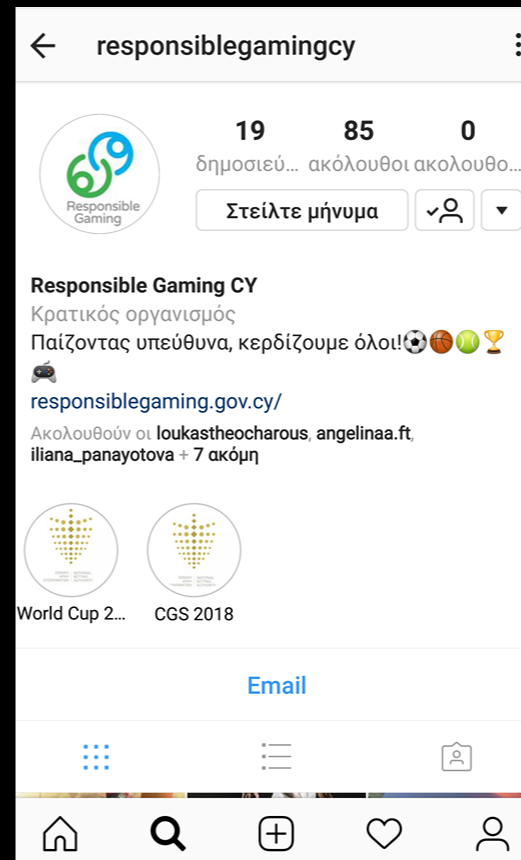 responsiblegamingcy
19 85 0
δημοσιεύ... ακόλουθοι ακολουθο...
Responsible
Gaming
Στείλτε μήνυμα
Responsible Gaming CY
Κρατικός οργανισμός
Παίζοντας υπεύθυνα, κερδίζουμε όλοι!⚽🏀🎾🏆
🎮
responsiblegaming.gov.cy/
Ακολουθούν οι loukastheocharous, angelinaa.ft,
iliana_panayotova + 7 ακόμη
World Cup 2... CGS 2018
Email